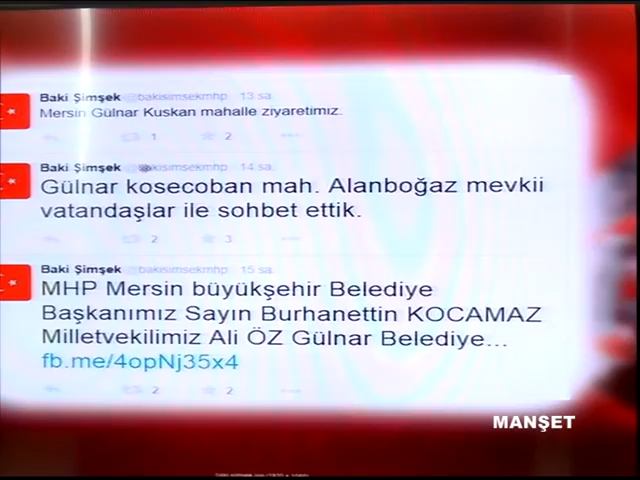 Baki Şimşek @bakisimsekmhp 13 sa.
Mersin Gülnar Kuskan mahalle ziyaretimiz.
1 2
Baki Şimşek @bakisimsekmhp 14 sa.
Gülnar kosecoban mah. Alanboğaz mevkii
vatandaşlar ile sohbet ettik.
2 3
Baki Şimşek @bakisimsekmhp 15 sa.
MHP Mersin büyükşehir Belediye
Başkanımız Sayın Burhanettin KOCAMAZ
Milletvekilimiz Ali ÖZ Gülnar Belediye...
fb.me/4opNj35x4
2 2
MANŞET